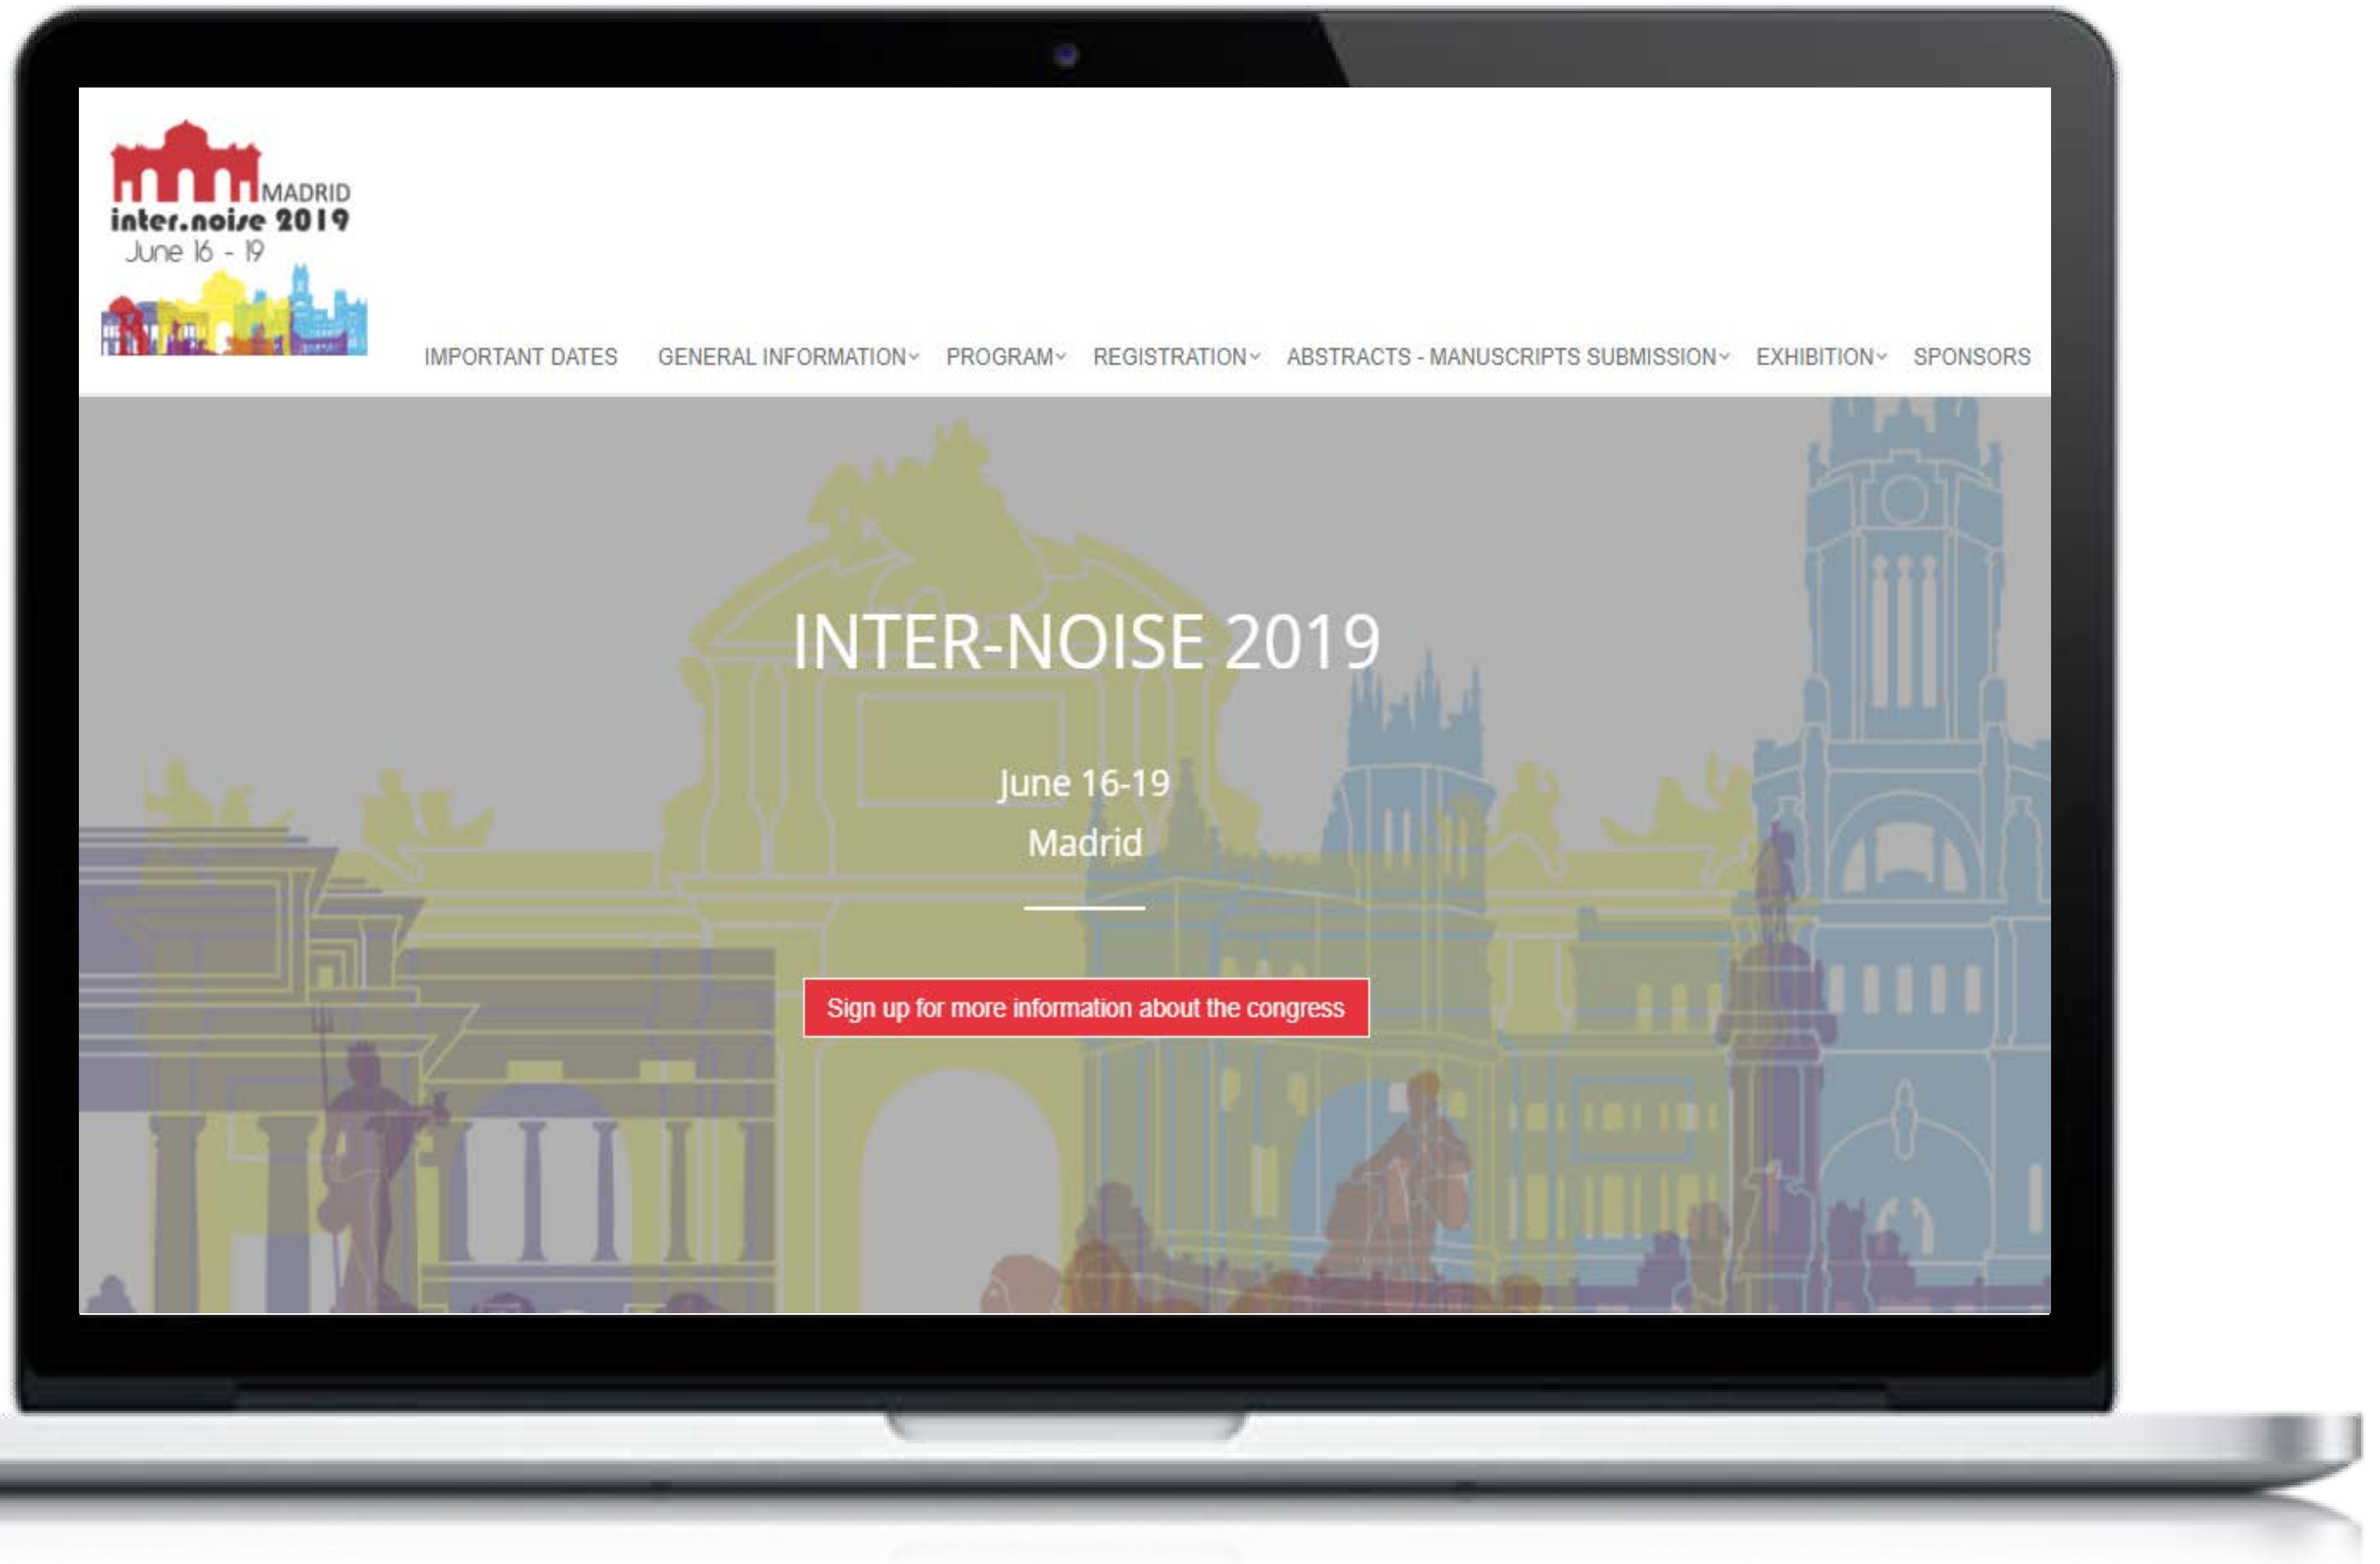 MADRID
inter.noise 2019
June 16 - 19
IMPORTANT DATES GENERAL INFORMATION PROGRAM REGISTRATION ABSTRACTS - MANUSCRIPTS SUBMISSION EXHIBITION SPONSORS
INTER-NOISE 2019
June 16-19
Madrid
Sign up for more information about the congress